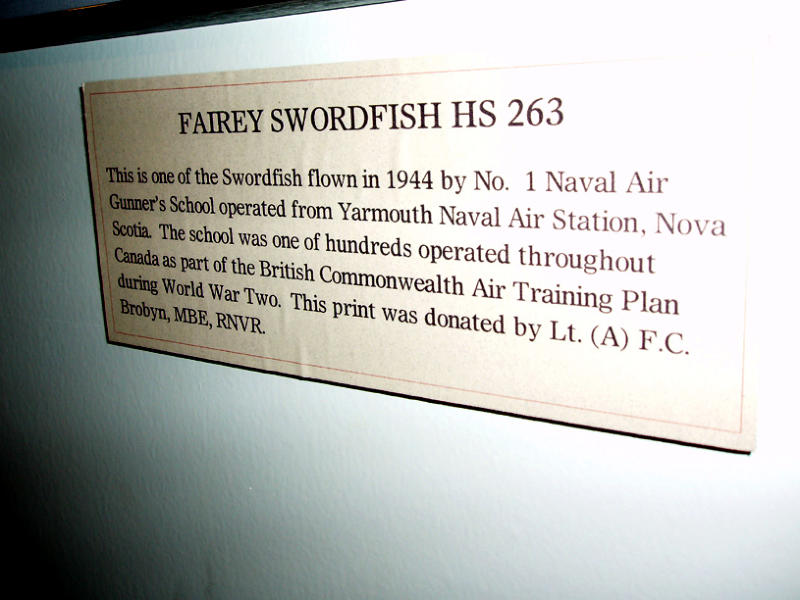 FAIREY SWORDFISH HS 263
This is one of the Swordfish flown in 1944 by No. 1 Naval Air
Gunner's School operated from Yarmouth Naval Air Station, Nova
Scotia. The school was one of hundreds operated throughout
Canada as part of the British Commonwealth Air Training Plan
during World War Two. This print was donated by Lt. (A) F.C.
Brobyn, MBE, RNVR.